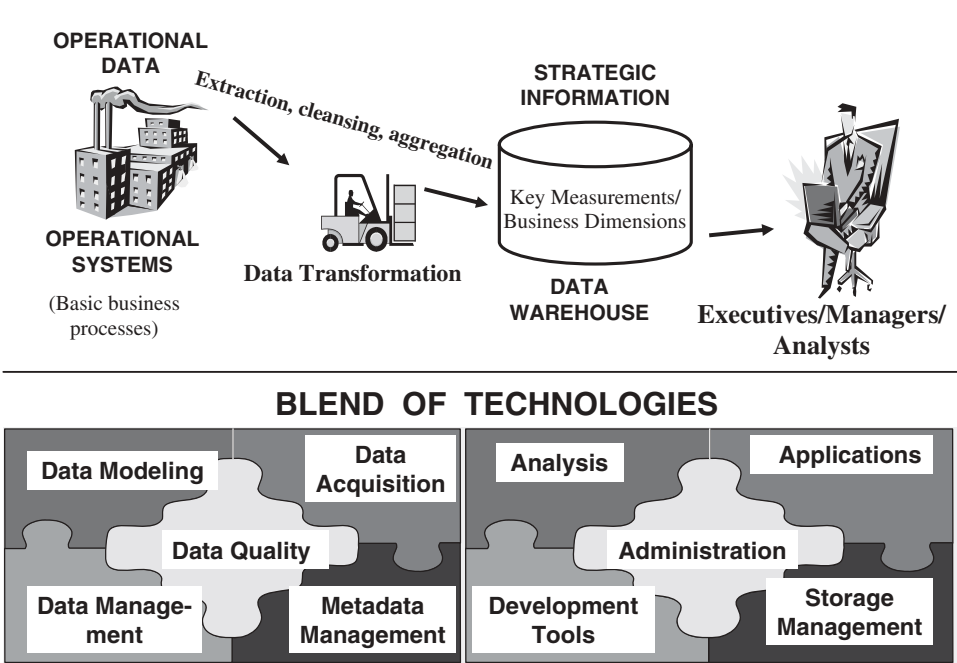 OPERATIONAL
DATA
Extraction, cleansing, aggregation
STRATEGIC
INFORMATION
Key Measurements/
Business Dimensions
OPERATIONAL
SYSTEMS
(Basic business
processes)
Data Transformation
DATA
WAREHOUSE
Executives/Managers/
Analysts
BLEND OF TECHNOLOGIES
Data Modeling
Data
Acquisition
Data Quality
Data Manage-
ment
Metadata
Management
Analysis
Applications
Administration
Development
Tools
Storage
Management